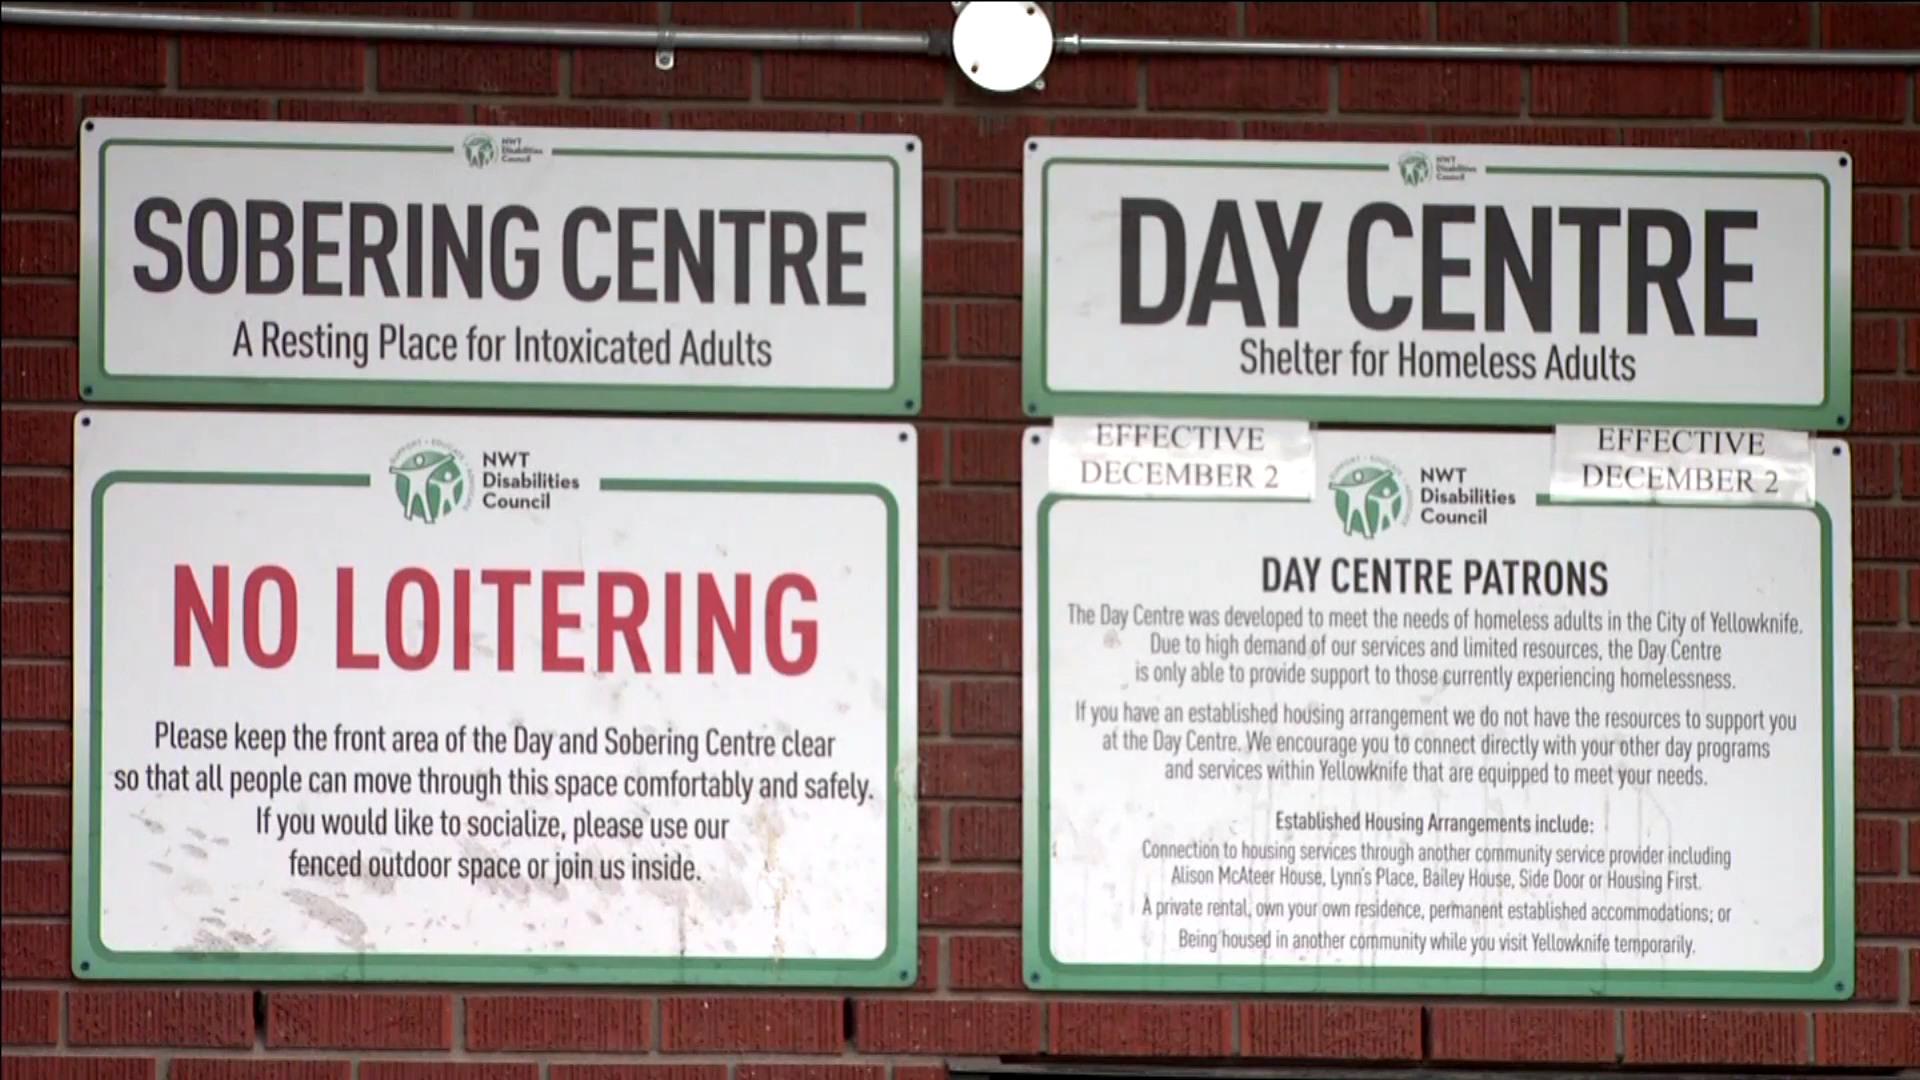 NWT
Disabilities
Council
SOBERING CENTRE
A Resting Place for Intoxicated Adults
NWT
Disabilities
Council
DAY CENTRE
Shelter for Homeless Adults
NWT
Disabilities
Council
NO LOITERING
Please keep the front area of the Day and Sobering Centre clear
so that all people can move through this space comfortably and safely.
If you would like to socialize, please use our
fenced outdoor space or join us inside.
EFFECTIVE
DECEMBER 2
EFFECTIVE
DECEMBER 2
NWT
Disabilities
Council
DAY CENTRE PATRONS
The Day Centre was developed to meet the needs of homeless adults in the City of Yellowknife.
Due to high demand of our services and limited resources, the Day Centre
is only able to provide support to those currently experiencing homelessness.
If you have an established housing arrangement we do not have the resources to support you
at the Day Centre. We encourage you to connect directly with your other day programs
and services within Yellowknife that are equipped to meet your needs.
Established Housing Arrangements include:
Connection to housing services through another community service provider including
Alison McAteer House, Lynn's Place, Bailey House, Side Door or Housing First.
A private rental, own your own residence, permanent established accommodations; or
Being housed in another community while you visit Yellowknife temporarily.